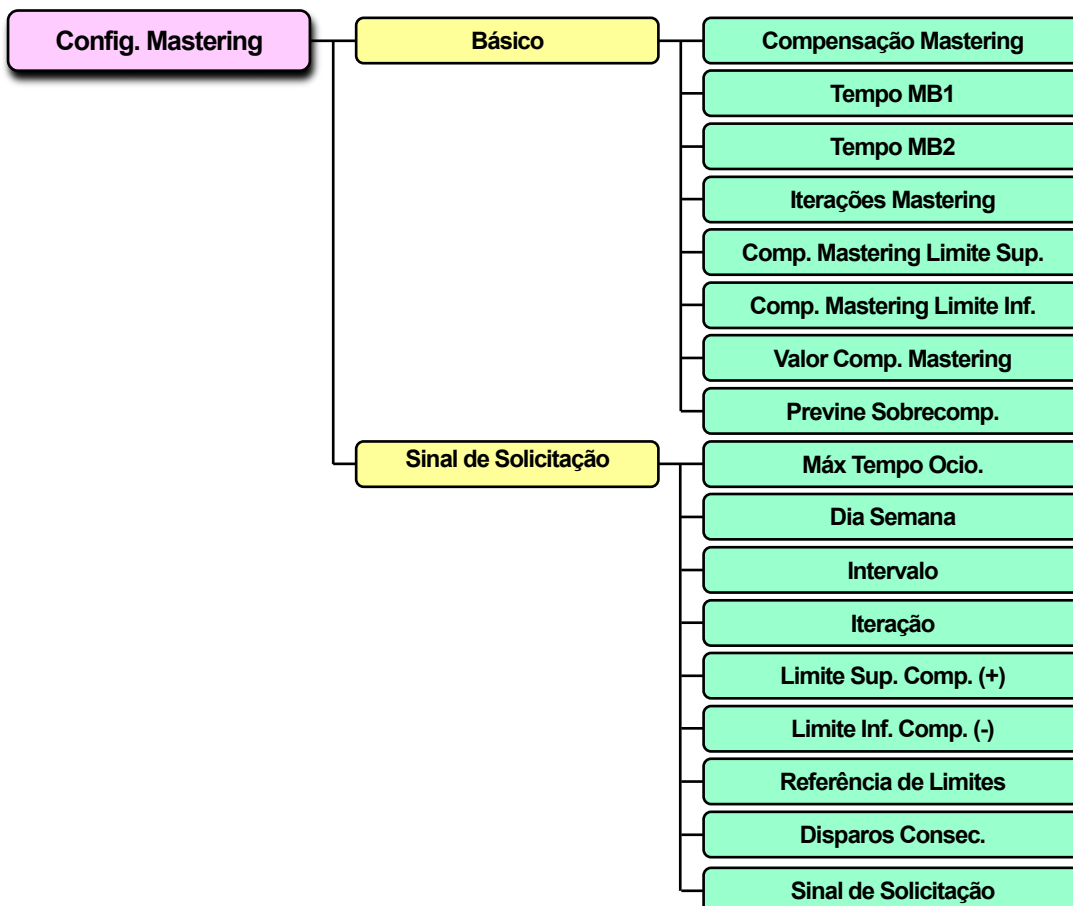 Config. Mastering
Básico
Compensação Mastering
Tempo MB1
Tempo MB2
Iterações Mastering
Comp. Mastering Limite Sup.
Comp. Mastering Limite Inf.
Valor Comp. Mastering
Previne Sobrecomp.
Sinal de Solicitação
Máx Tempo Ocio.
Dia Semana
Intervalo
Iteração
Limite Sup. Comp. (+)
Limite Inf. Comp. (-)
Referência de Limites
Disparos Consec.
Sinal de Solicitação